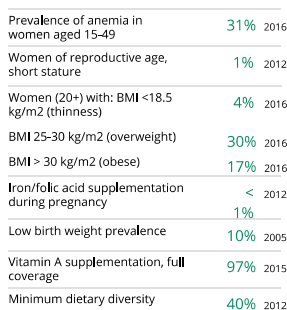 Prevalence of anemia in
women aged 15-49
31% 2016
Women of reproductive age,
short stature
1% 2012
Women (20+) with: BMI <18.5
kg/m2 (thinness)
4% 2016
BMI 25-30 kg/m2 (overweight)
30% 2016
BMI > 30 kg/m2 (obese)
17% 2016
Iron/folic acid supplementation
during pregnancy
< 2012
1%
Low birth weight prevalence
10% 2005
Vitamin A supplementation, full
coverage
97% 2015
Minimum dietary diversity
40% 2012